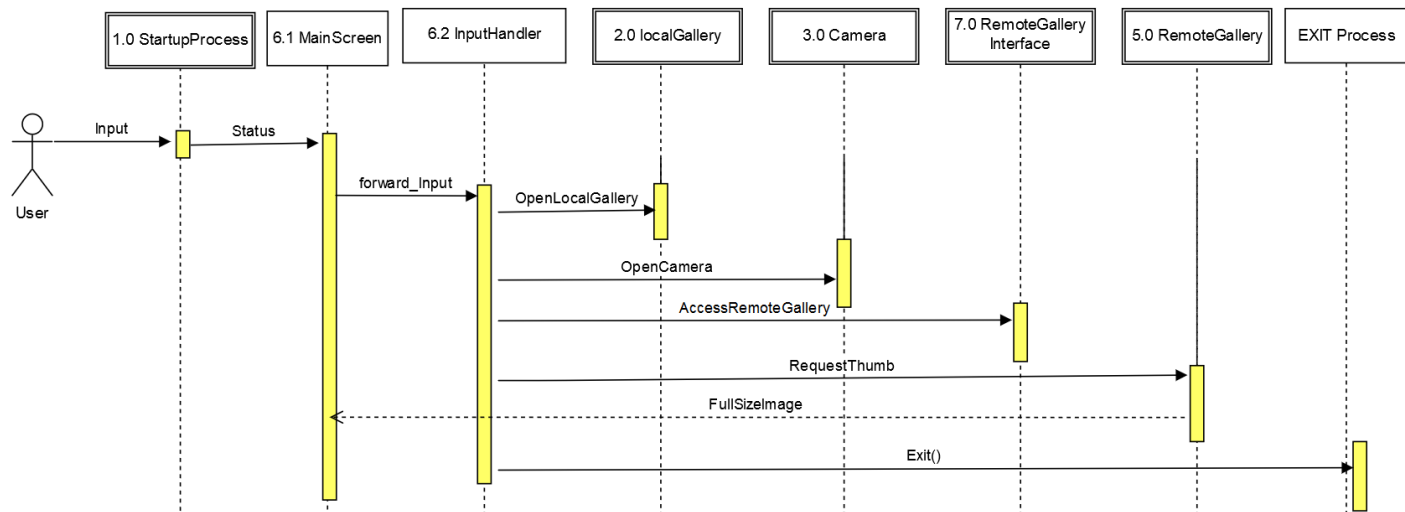 1.0 StartupProcess
6.1 MainScreen
6.2 InputHandler
2.0 localGallery
3.0 Camera
7.0 RemoteGallery
Interface
5.0 RemoteGallery
EXIT Process
Input
Status
User
forward_Input
OpenLocalGallery
OpenCamera
AccessRemoteGallery
RequestThumb
FullSizeImage
Exit()